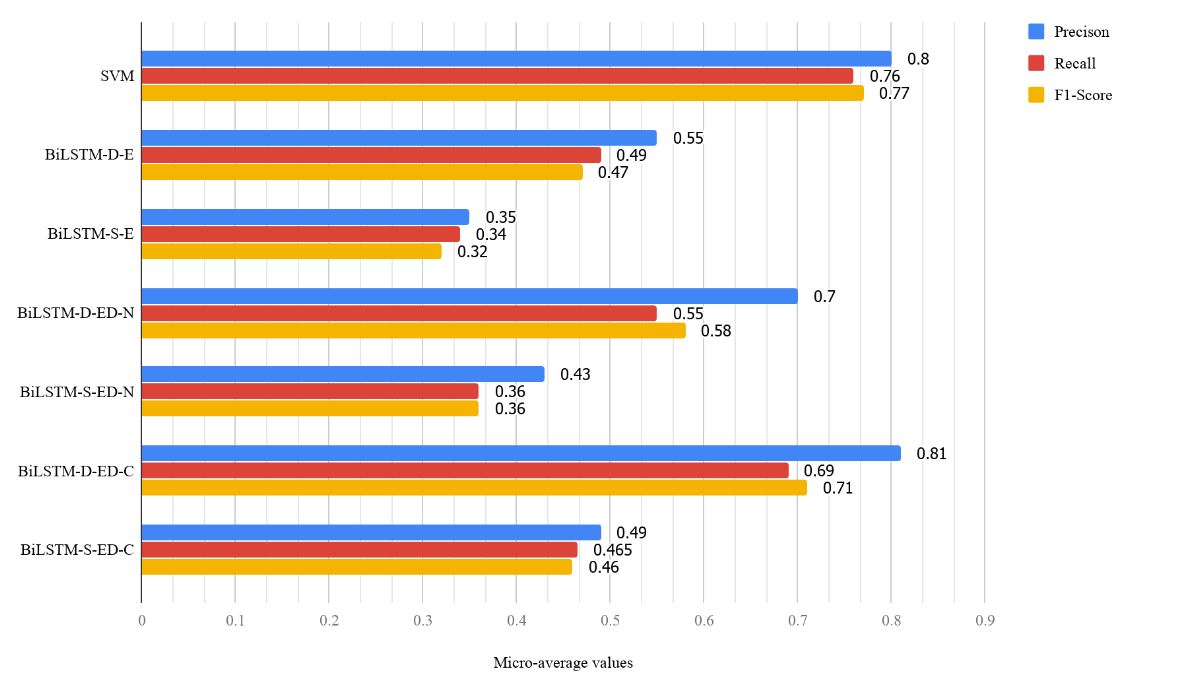 Precison
Recall
F1-Score
SVM
0.8
0.76
0.77
BiLSTM-D-E
0.55
0.49
0.47
BiLSTM-S-E
0.35
0.34
0.32
BiLSTM-D-ED-N
0.7
0.55
0.58
BiLSTM-S-ED-N
0.43
0.36
0.36
BiLSTM-D-ED-C
0.81
0.69
0.71
BiLSTM-S-ED-C
0.49
0.465
0.46
0 0.1 0.2 0.3 0.4 0.5 0.6 0.7 0.8 0.9
Micro-average values